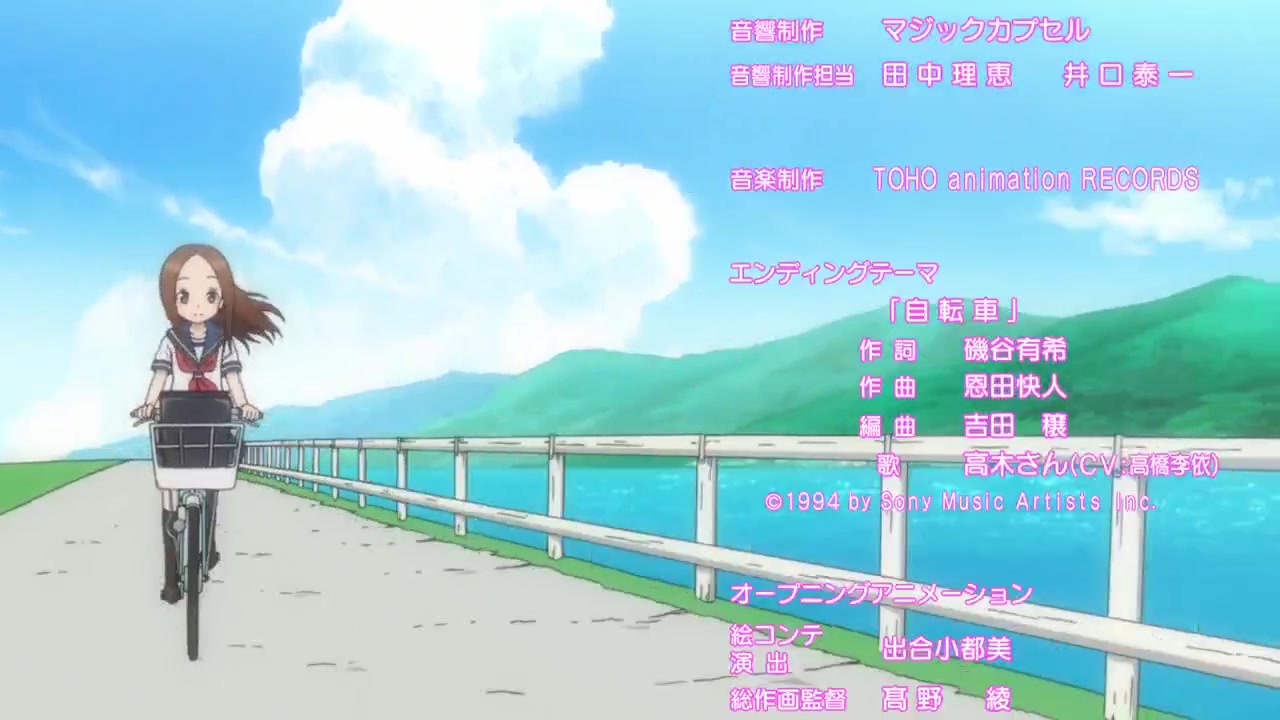 音響制作 マジックカプセル
音響制作担当 田中理恵 井口泰一
音楽制作 TOHO animation RECORDS
エンディングテーマ
「自転車」
作詞 磯谷有希
作曲 恩田快人
編曲 吉田 穣
歌 高木さん(CV:高橋李依)
©1994 by Sony Music Artists Inc.
オープニングアニメーション
絵コンテ
演出 出合小都美
総作画監督 髙野 綾